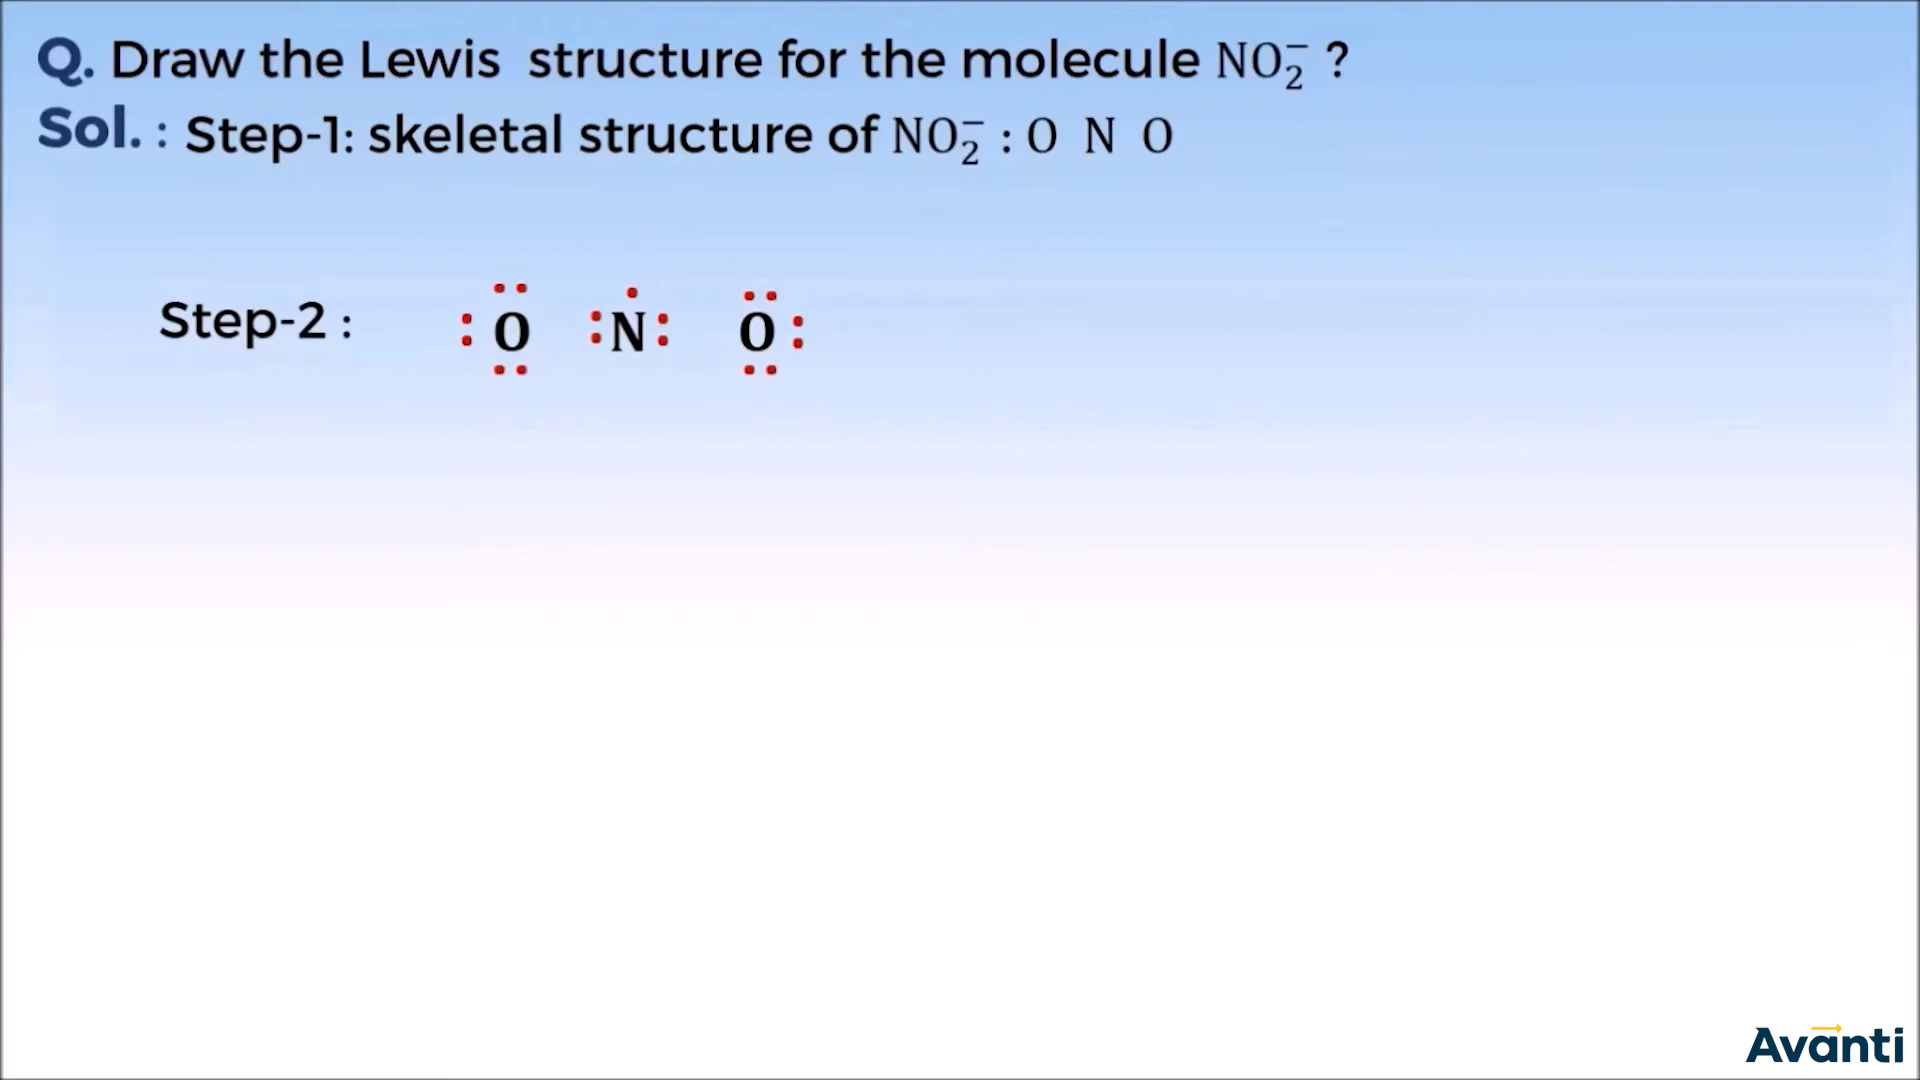 Q. Draw the Lewis structure for the molecule NO₂⁻ ?
Sol. : Step-1: skeletal structure of NO₂⁻ : O N O
Step-2 : :O :N: O:
Avanti